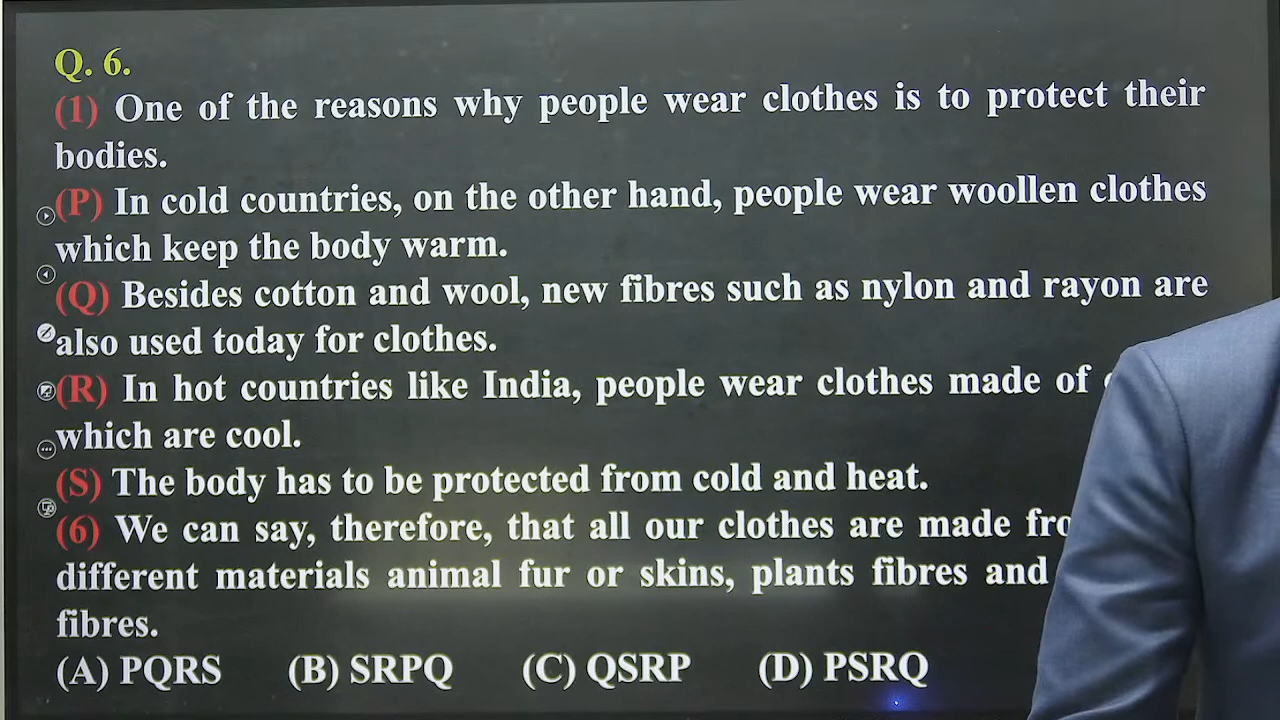 Q. 6.
(1) One of the reasons why people wear clothes is to protect their
bodies.
(P) In cold countries, on the other hand, people wear woollen clothes
which keep the body warm.
(Q) Besides cotton and wool, new fibres such as nylon and rayon are
also used today for clothes.
(R) In hot countries like India, people wear clothes made of
which are cool.
(S) The body has to be protected from cold and heat.
(6) We can say, therefore, that all our clothes are made
different materials animal fur or skins, plants fibres and
fibres.
(A) PQRS (B) SRPQ (C) QSRP (D) PSRQ